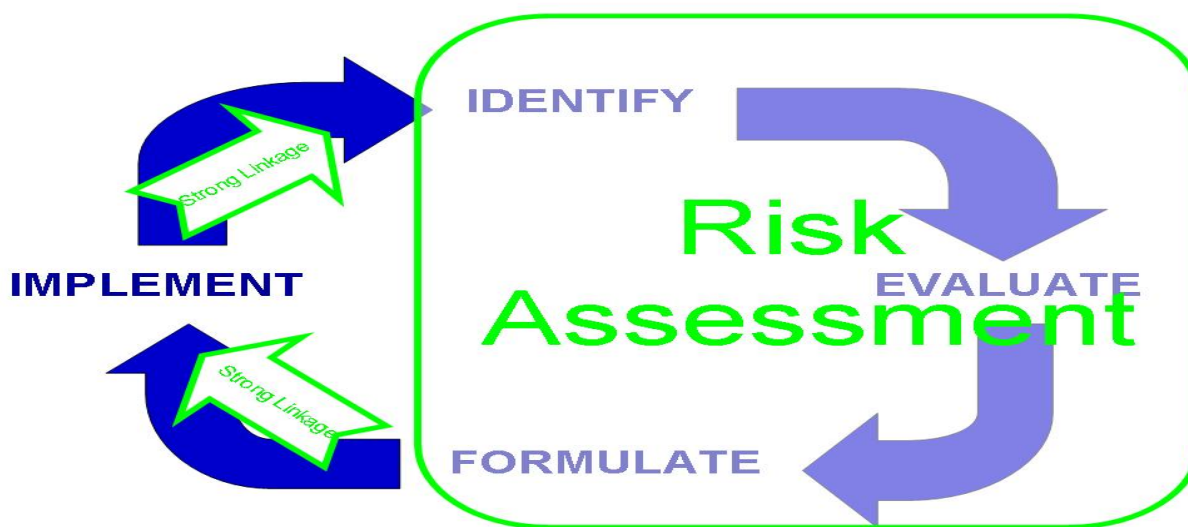 IDENTIFY
Strong Linkage
Risk
IMPLEMENT
EVALUATE
Assessment
Strong Linkage
FORMULATE